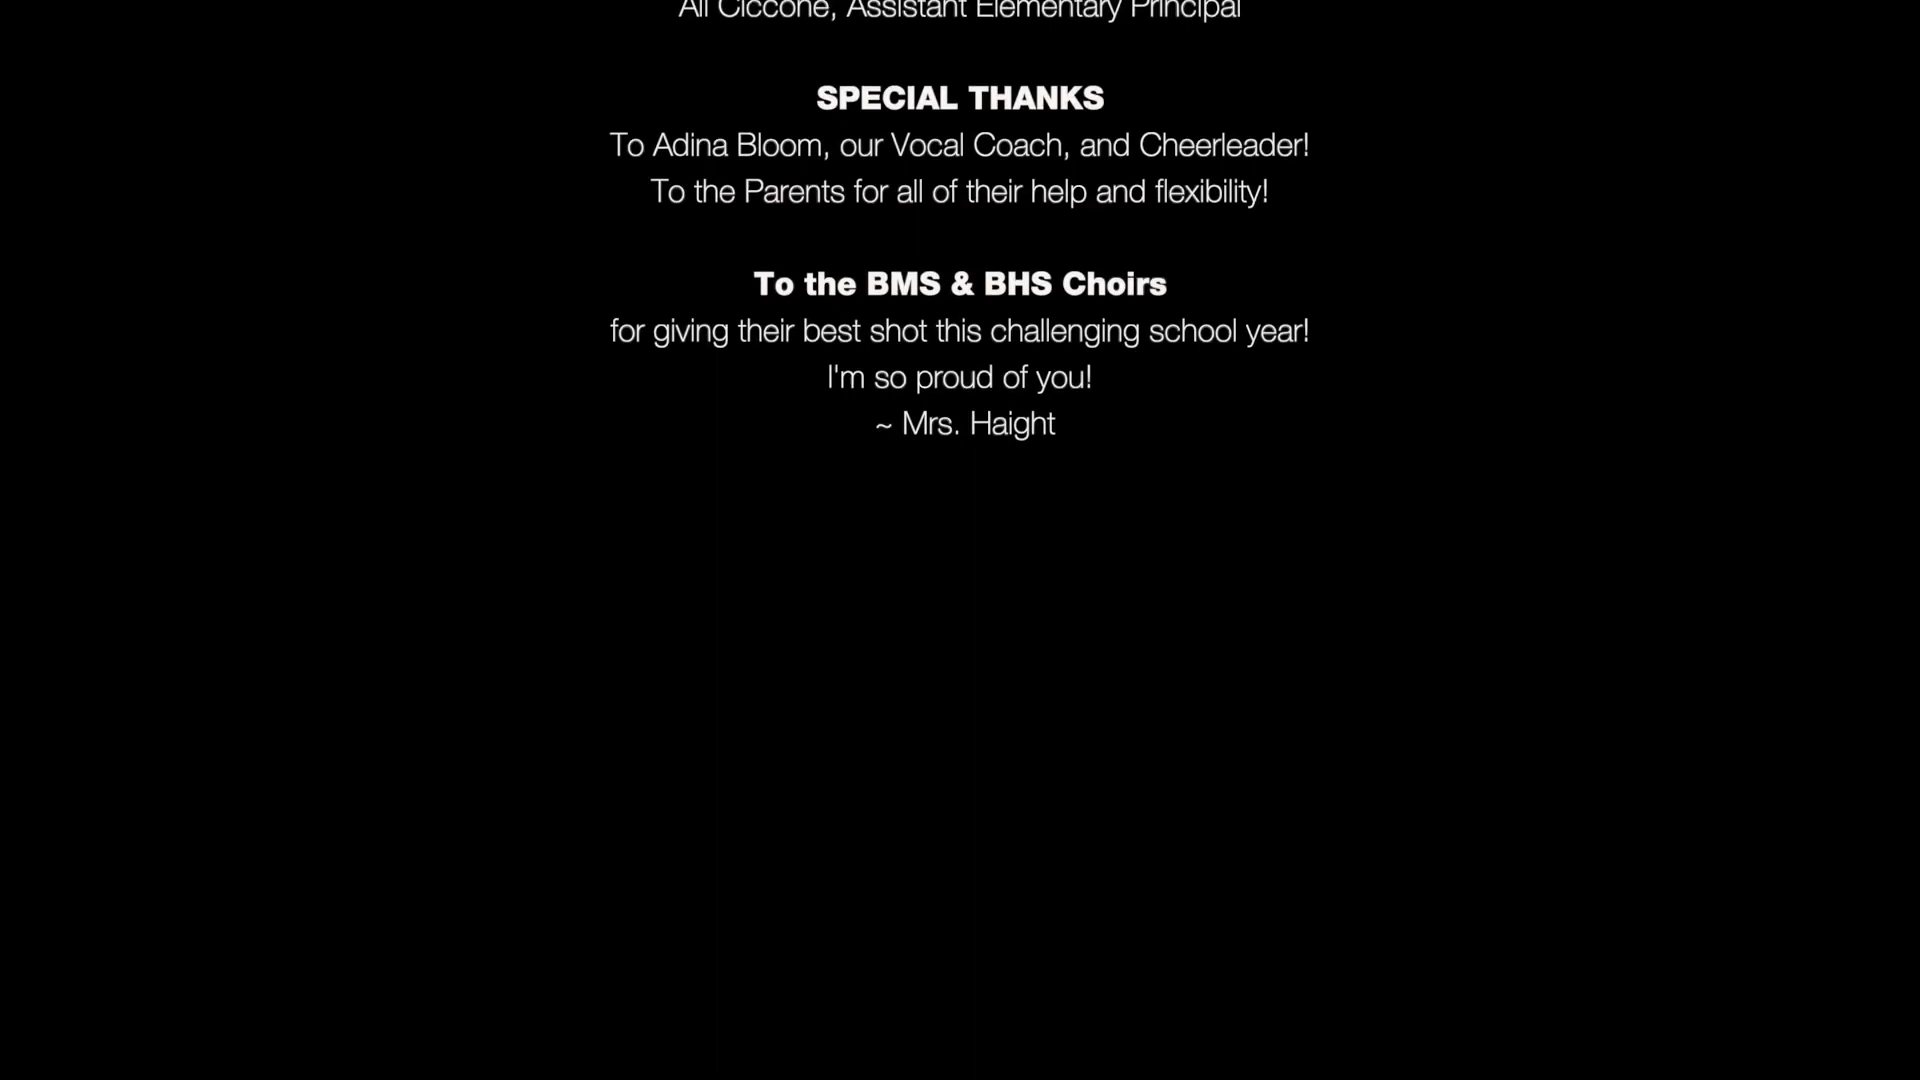 Ali Ciccone, Assistant Elementary Principal
SPECIAL THANKS
To Adina Bloom, our Vocal Coach, and Cheerleader!
To the Parents for all of their help and flexibility!
To the BMS & BHS Choirs
for giving their best shot this challenging school year!
I'm so proud of you!
~ Mrs. Haight